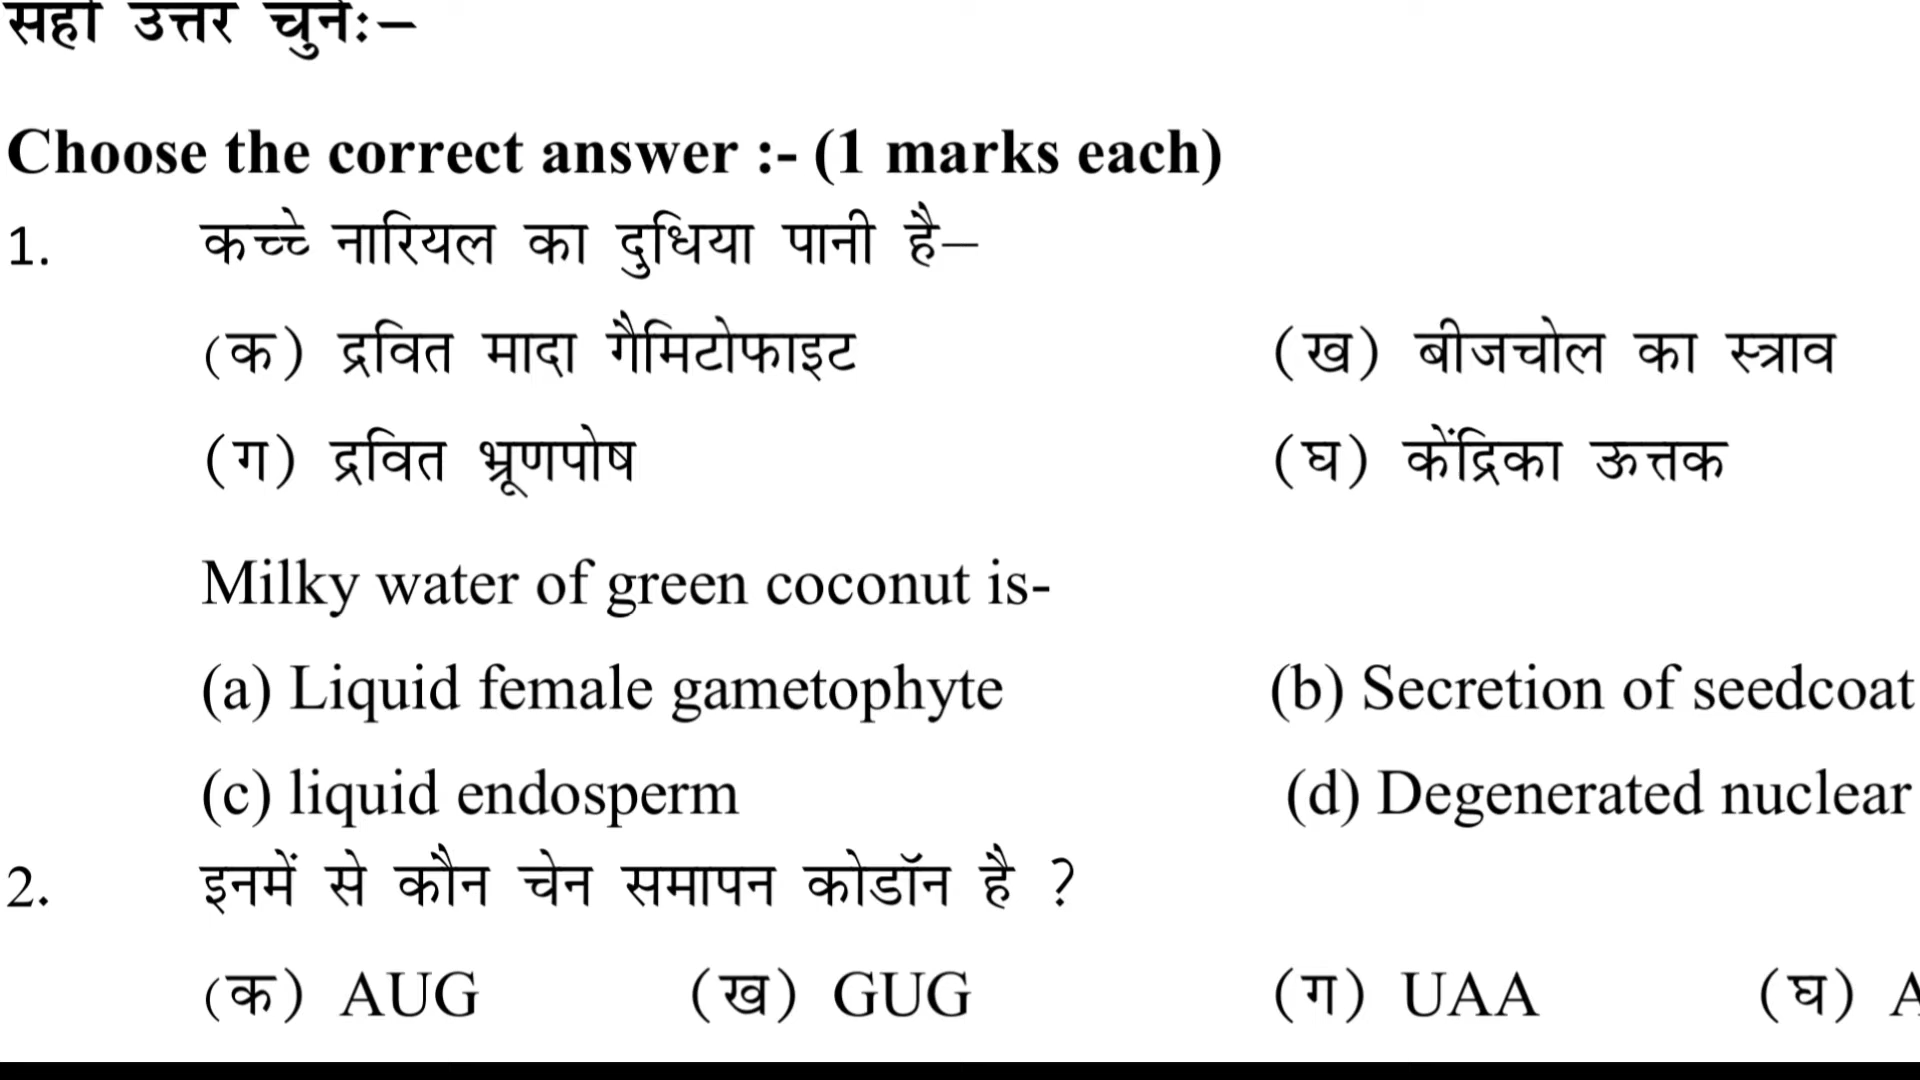 सही उत्तर चुनें:–
Choose the correct answer :- (1 marks each)
1. कच्चे नारियल का दुधिया पानी है–
(क) द्रवित मादा गैमिटोफाइट (ख) बीजचोल का स्त्राव
(ग) द्रवित भ्रूणपोष (घ) केंद्रिका ऊत्तक
Milky water of green coconut is-
(a) Liquid female gametophyte (b) Secretion of seedcoat
(c) liquid endosperm (d) Degenerated nuclear
2. इनमें से कौन चेन समापन कोडॉन है ?
(क) AUG (ख) GUG (ग) UAA (घ)